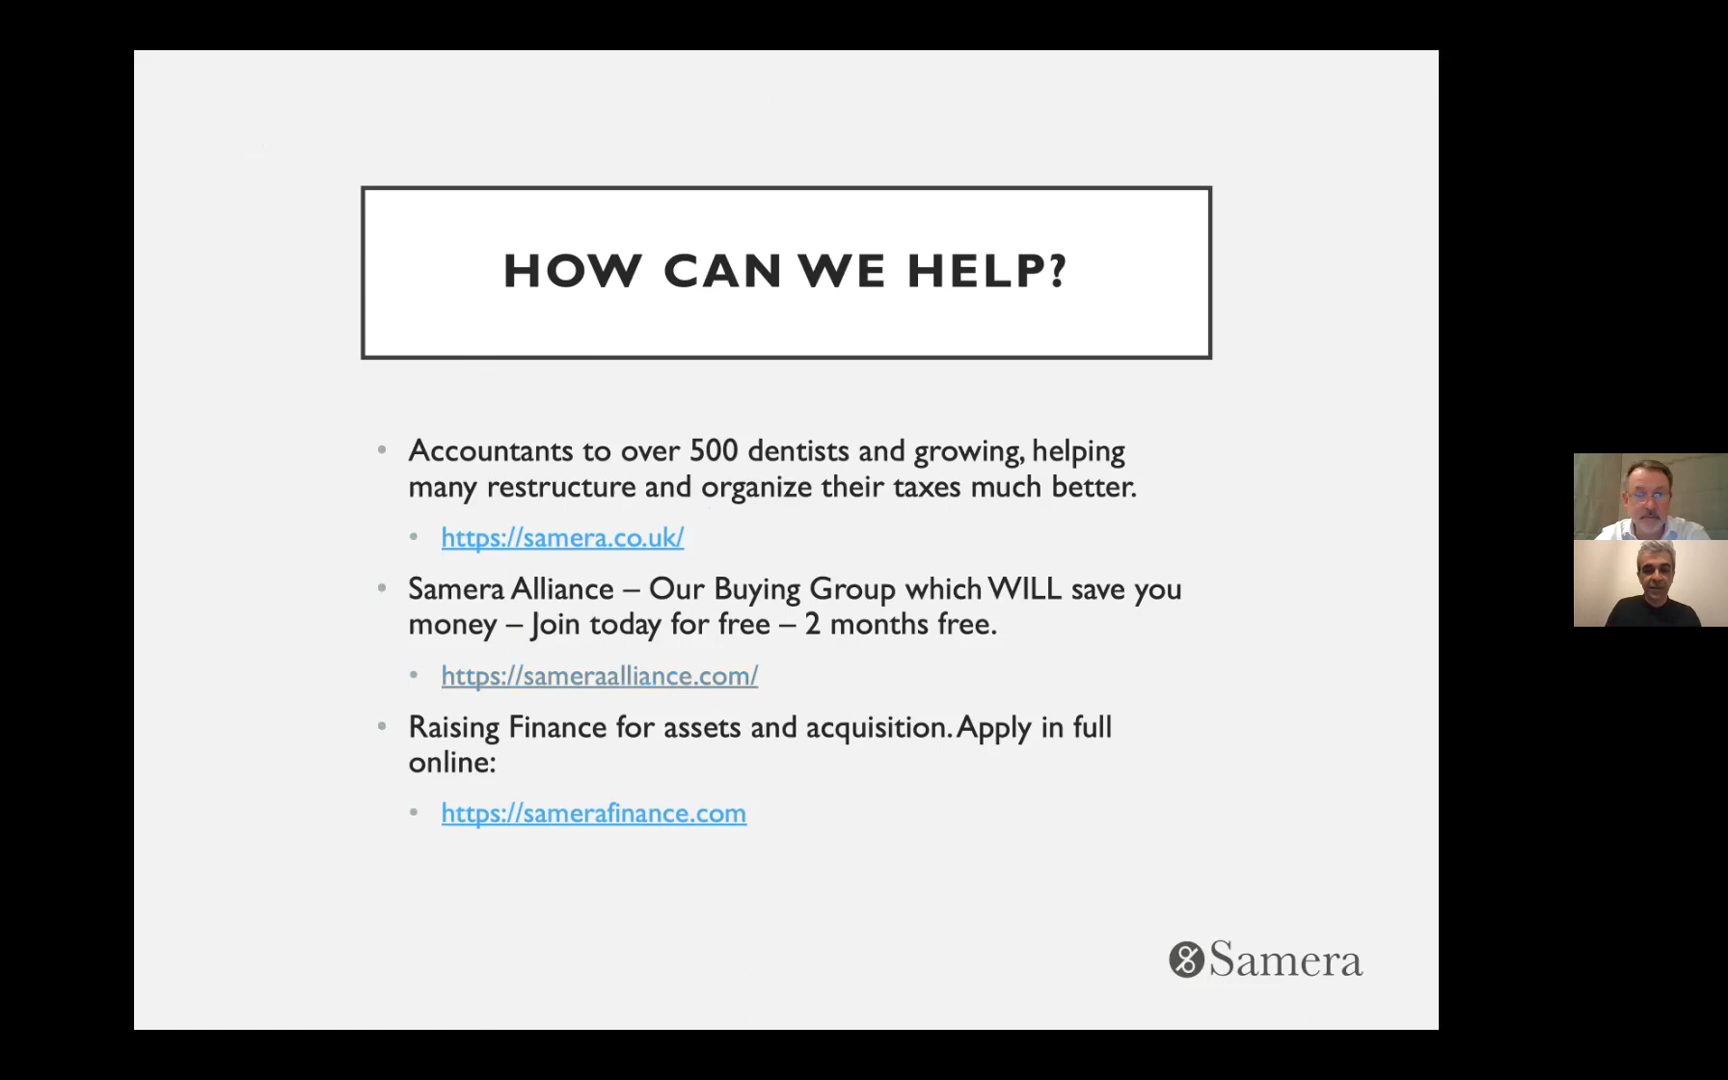 HOW CAN WE HELP?
Accountants to over 500 dentists and growing, helping
many restructure and organize their taxes much better.
https://samera.co.uk/
Samera Alliance – Our Buying Group which WILL save you
money – Join today for free – 2 months free.
https://sameraalliance.com/
Raising Finance for assets and acquisition. Apply in full
online:
https://samerafinance.com
Samera